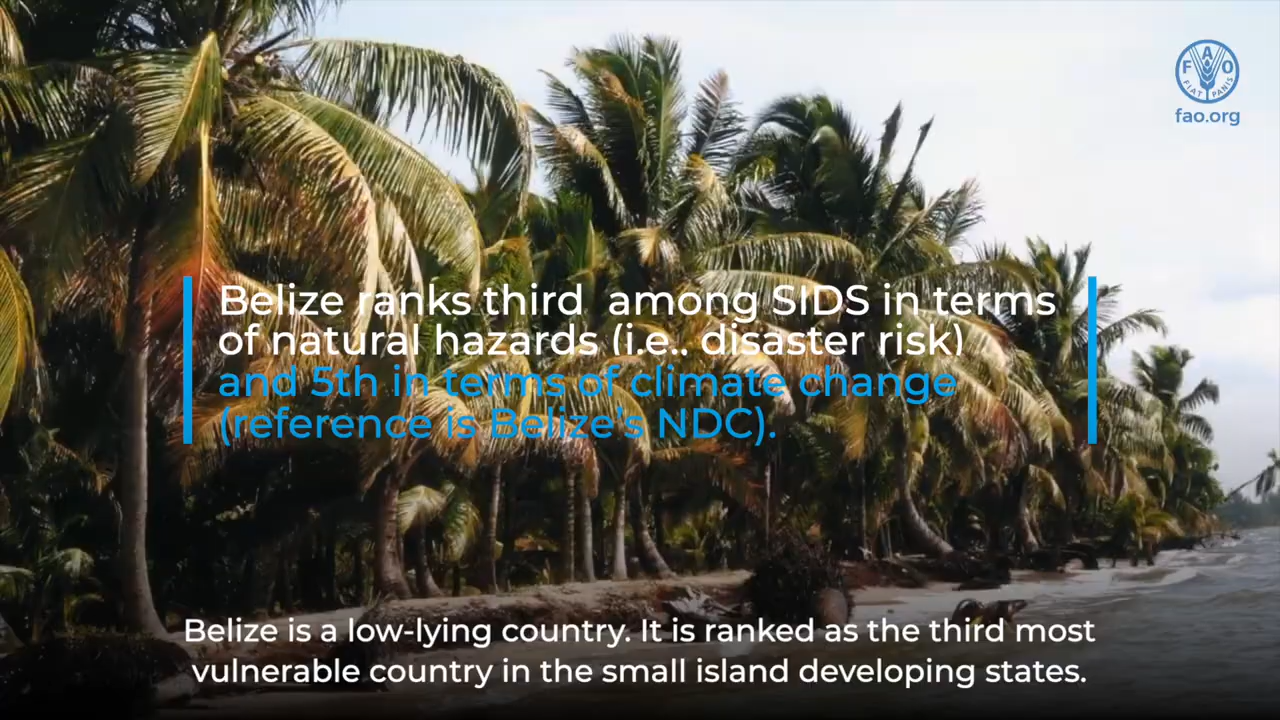 FAO
FIAT PANIS
fao.org
Belize ranks third  among SIDS in terms
of natural hazards (i.e., disaster risk)
and 5th in terms of climate change
(reference is Belize's NDC).
Belize is a low-lying country. It is ranked as the third most
vulnerable country in the small island developing states.